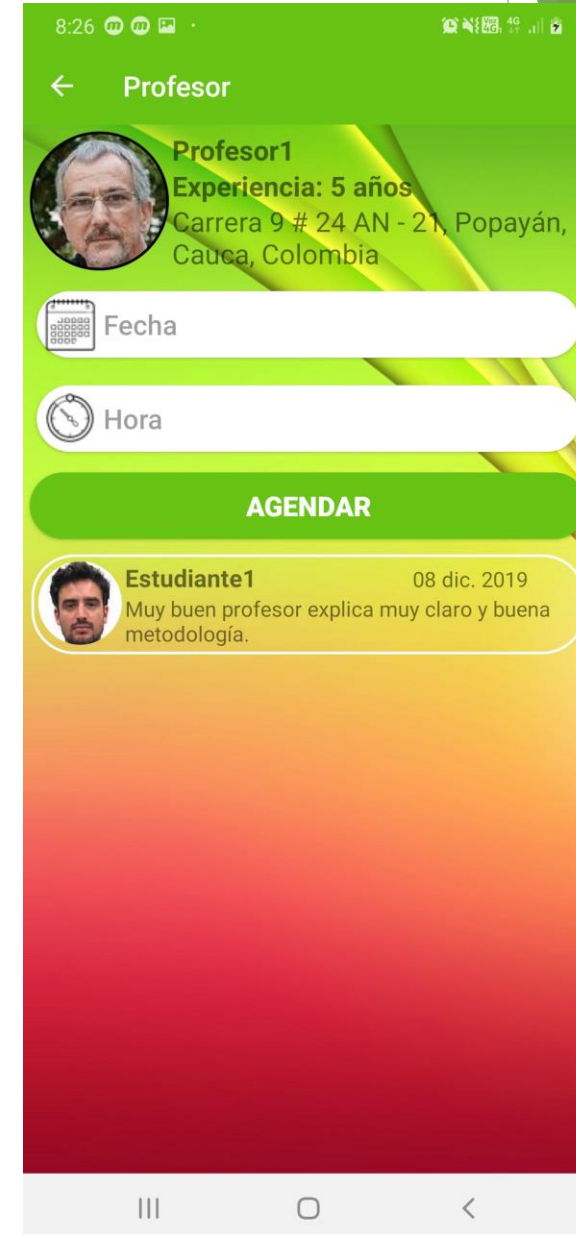 8:26
Profesor
Profesor1
Experiencia: 5 años
Carrera 9 # 24 AN - 21, Popayán,
Cauca, Colombia
Fecha
Hora
AGENDAR
Estudiante1 08 dic. 2019
Muy buen profesor explica muy claro y buena
metodología.